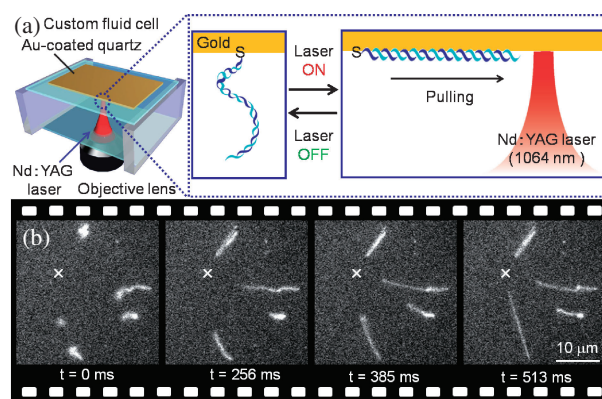 (a) Custom fluid cell
Au-coated quartz
Nd:YAG
laser
Objective lens
Gold
S
Laser
ON
Laser
OFF
S
Pulling
Nd:YAG laser
(1064 nm)
(b)
×
×
×
×
10 μm
t = 0 ms
t = 256 ms
t = 385 ms
t = 513 ms